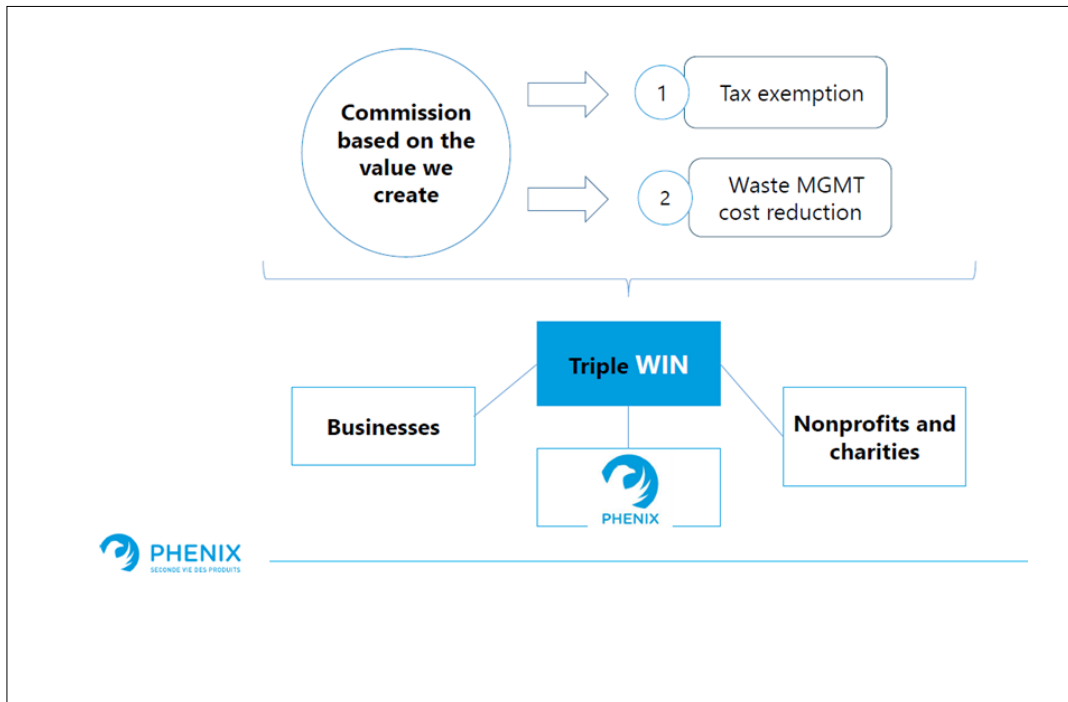 Commission
based on the
value we
create
1
Tax exemption
2
Waste MGMT
cost reduction
Triple WIN
Businesses
Nonprofits and
charities
PHENIX
PHENIX
SECONDE VIE DES PRODUITS